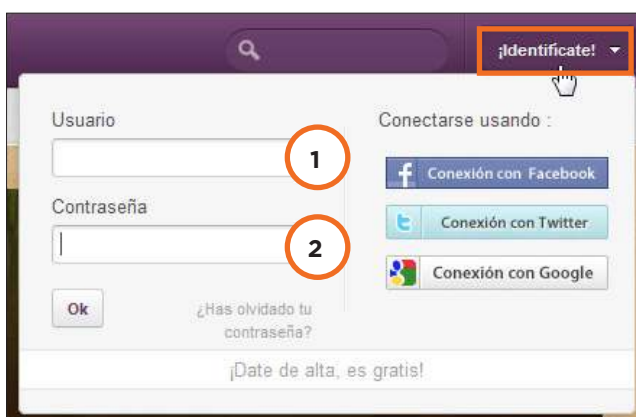 ¡Identifícate!
Usuario
1
Contraseña
2
Ok
¿Has olvidado tu
contraseña?
Conectarse usando :
f Conexión con Facebook
t Conexión con Twitter
g Conexión con Google
¡Date de alta, es gratis!